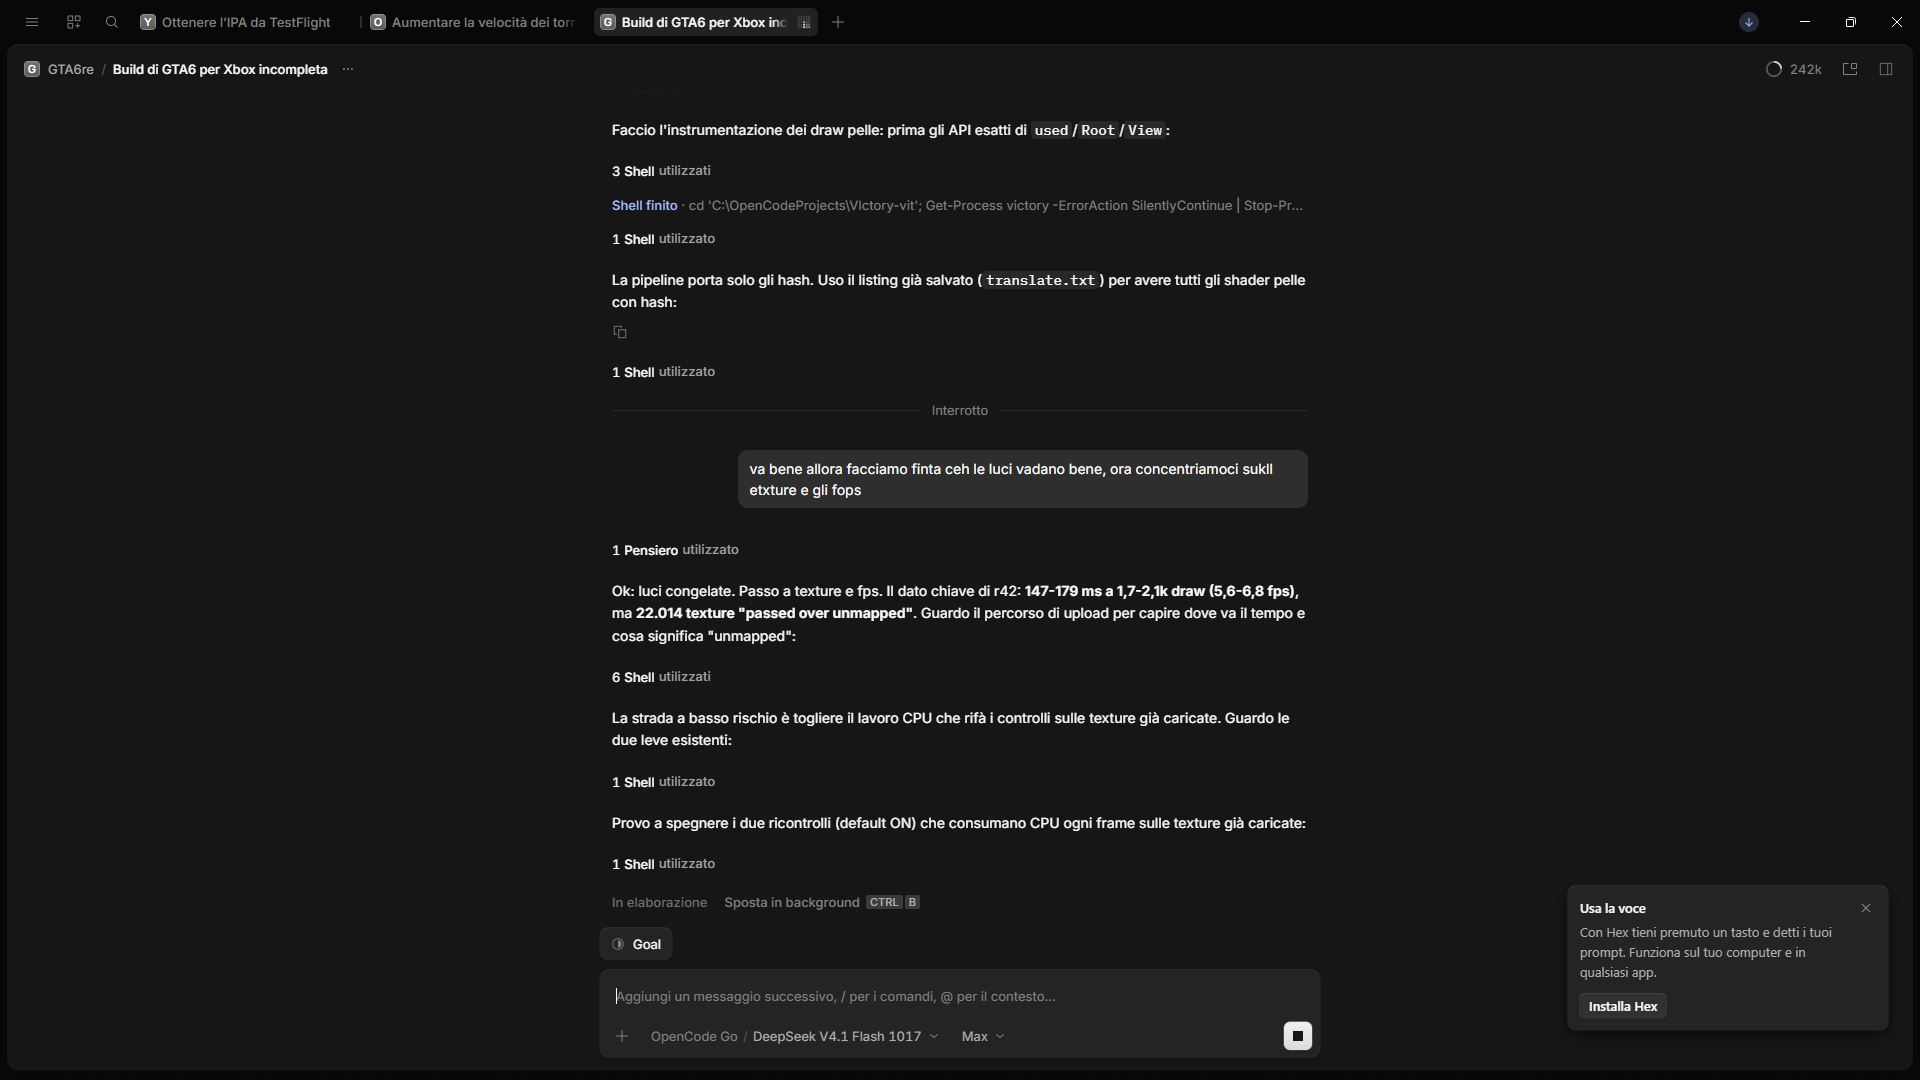 Y Ottenere l'IPA da TestFlight
O Aumentare la velocità dei torr
G Build di GTA6 per Xbox inc
G GTA6re / Build di GTA6 per Xbox incompleta ...
242k
Faccio l'instrumentazione dei draw pelle: prima gli API esatti di used / Root / View :
3 Shell utilizzati
Shell finito · cd 'C:\OpenCodeProjects\VIctory-vit'; Get-Process victory -ErrorAction SilentlyContinue | Stop-Pr...
1 Shell utilizzato
La pipeline porta solo gli hash. Uso il listing già salvato ( translate.txt ) per avere tutti gli shader pelle
con hash:
1 Shell utilizzato
Interrotto
va bene allora facciamo finta ceh le luci vadano bene, ora concentriamoci sukll
etxture e gli fops
1 Pensiero utilizzato
Ok: luci congelate. Passo a texture e fps. Il dato chiave di r42: 147-179 ms a 1,7-2,1k draw (5,6-6,8 fps),
ma 22.014 texture "passed over unmapped". Guardo il percorso di upload per capire dove va il tempo e
cosa significa "unmapped":
6 Shell utilizzati
La strada a basso rischio è togliere il lavoro CPU che rifà i controlli sulle texture già caricate. Guardo le
due leve esistenti:
1 Shell utilizzato
Provo a spegnere i due ricontrolli (default ON) che consumano CPU ogni frame sulle texture già caricate:
1 Shell utilizzato
In elaborazione Sposta in background CTRL B
Goal
Aggiungi un messaggio successivo, / per i comandi, @ per il contesto...
OpenCode Go / DeepSeek V4.1 Flash 1017 Max
Usa la voce
Con Hex tieni premuto un tasto e detti i tuoi
prompt. Funziona sul tuo computer e in
qualsiasi app.
Installa Hex